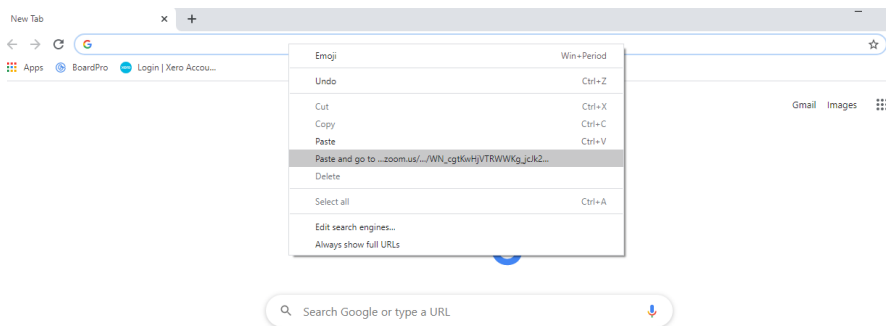 New Tab
Apps BoardPro Login | Xero Accou...
Emoji Win+Period
Undo Ctrl+Z
Cut Ctrl+X
Copy Ctrl+C
Paste Ctrl+V
Paste and go to ...zoom.us/.../WN_cgtKwHjVTRWWKg_jcJk2...
Delete
Select all Ctrl+A
Edit search engines...
Always show full URLs
Gmail Images
Search Google or type a URL